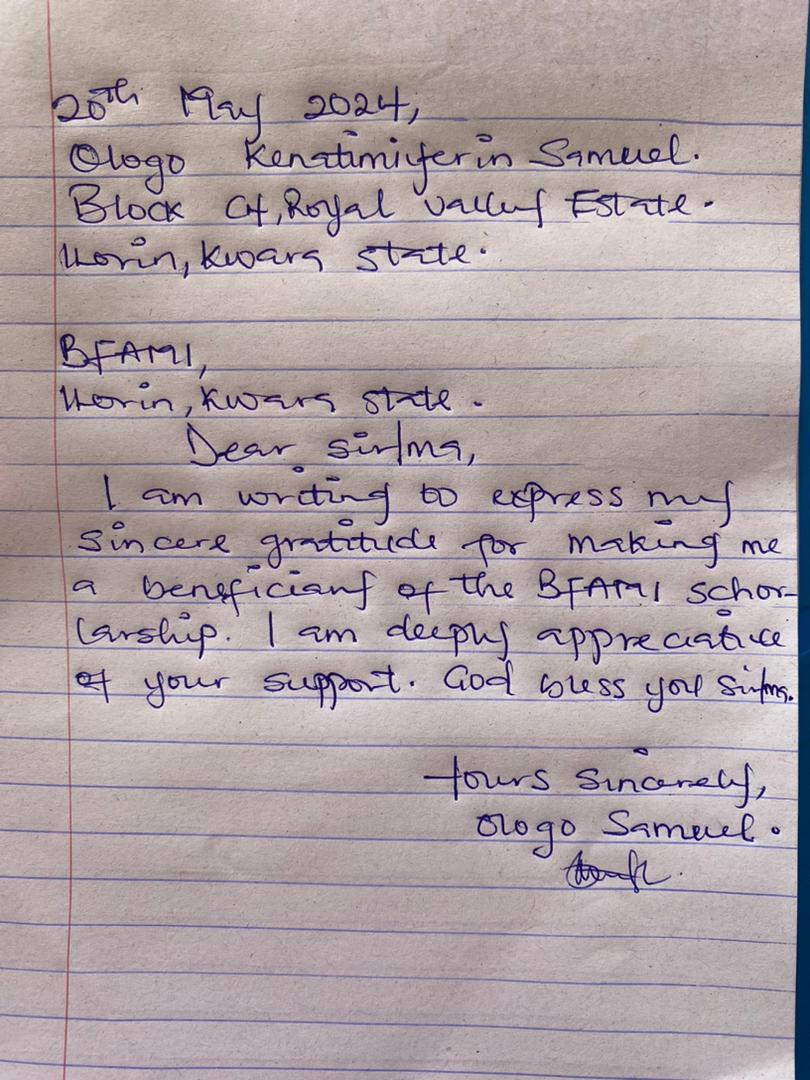 20th May 2024,
Ologo Kenatimiferin Samuel.
Block C4, Royal Valley Estate.
Ilorin, Kwara state.
BFAMI,
Ilorin, Kwara state.
Dear sir/ma,
I am writing to express my
sincere gratitude for making me
a beneficiary of the BFAMI schor-
larship. I am deeply appreciative
of your support. God bless you Sir/ma.
Yours Sincerely,
Ologo Samuel.